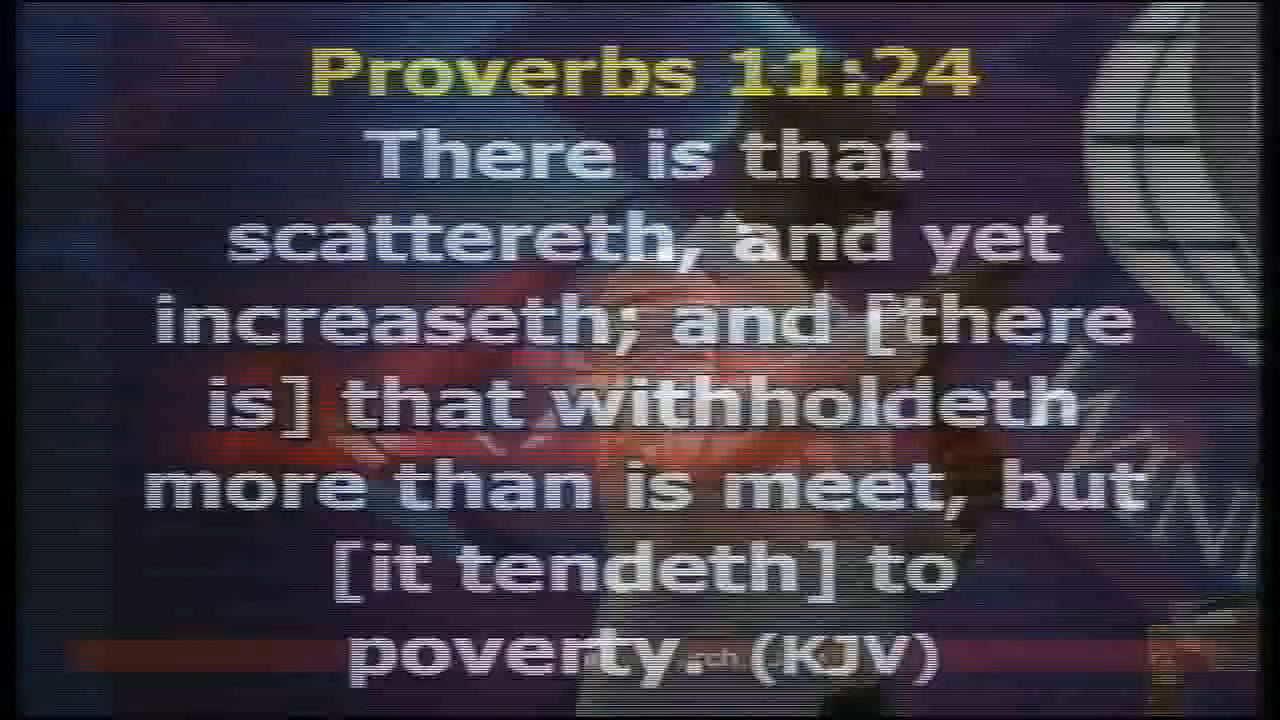 Proverbs 11:24
There is that
scattereth, and yet
increaseth; and [there
is] that withholdeth
more than is meet, but
[it tendeth] to
poverty. (KJV)